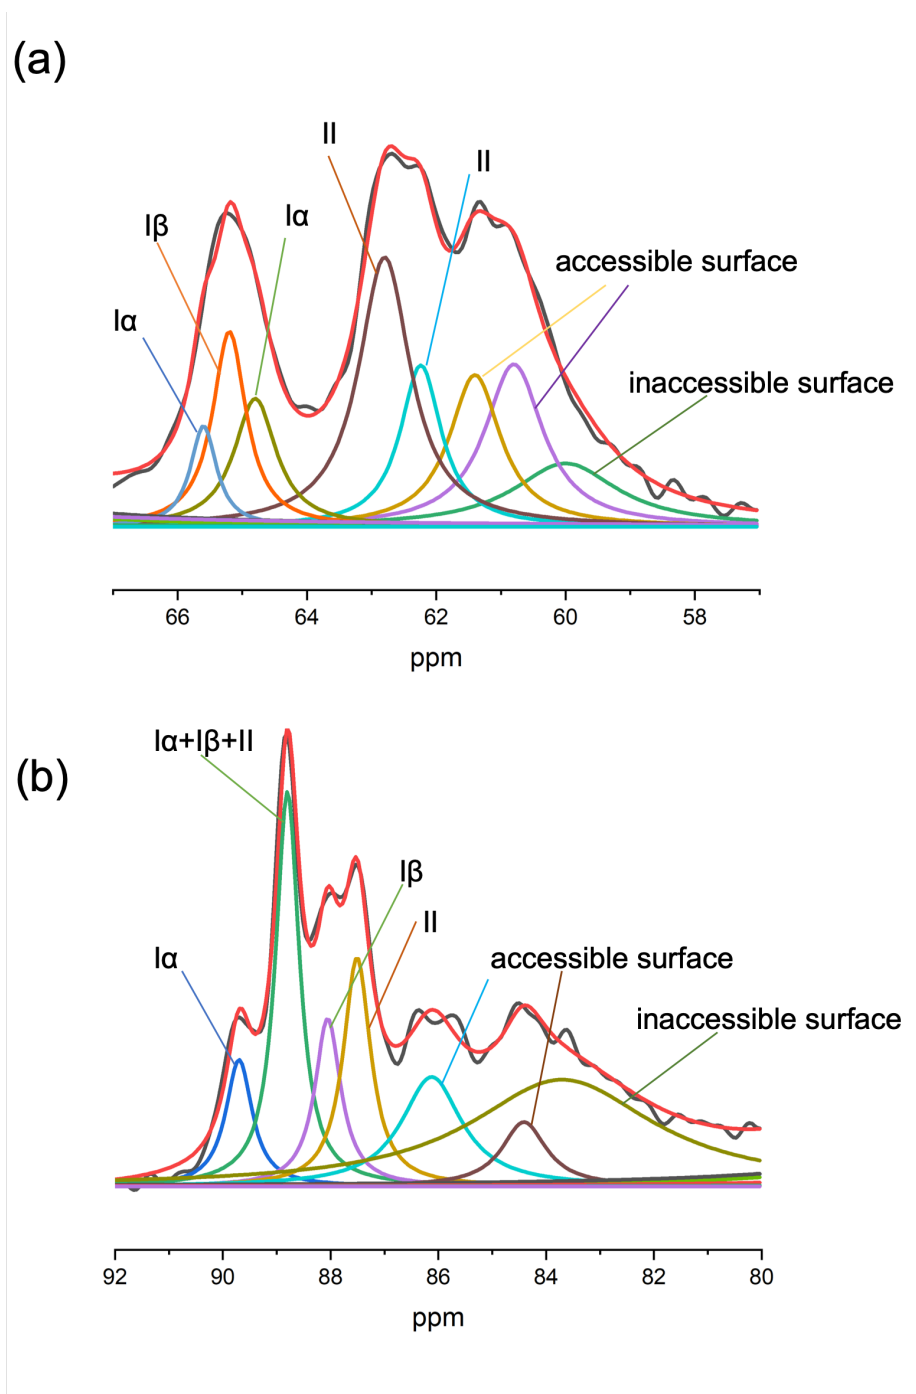 (a)
II
II
Iβ
Iα
accessible surface
Iα
inaccessible surface
66 64 62 60 58
ppm
Iα+Iβ+II
(b)
Iβ
II
Iα
accessible surface
inaccessible surface
92 90 88 86 84 82 80
ppm